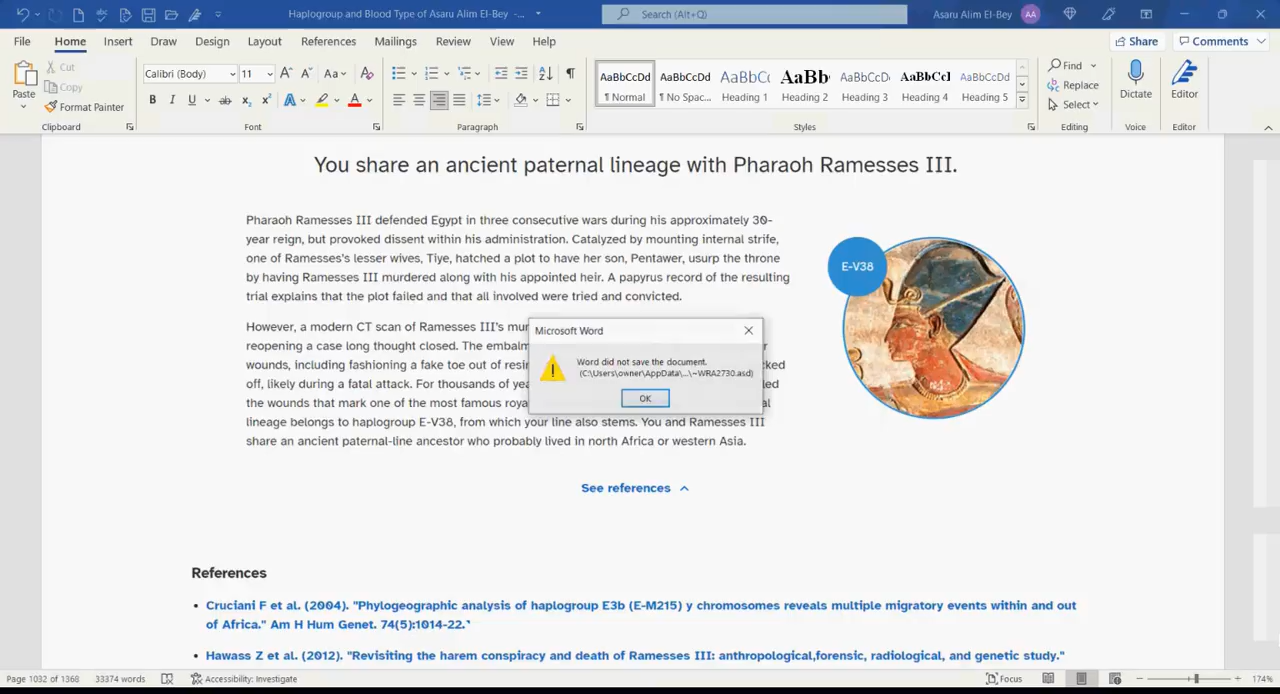 Haplogroup and Blood Type of Asaru Alim El-Bey -...
Search (Alt+Q)
Asaru Alim El-Bey
AA
File Home Insert Draw Design Layout References Mailings Review View Help
Share
Comments
Paste
Cut
Copy
Format Painter
Calibri (Body) 11
AaBbCcDd
¶ Normal
AaBbCcDd
¶ No Spac...
AaBbCc
Heading 1
AaBb
Heading 2
AaBbCcDd
Heading 3
AaBbCcI
Heading 4
AaBbCcDd
Heading 5
Find
Replace
Select
Dictate
Editor
Clipboard
Font
Paragraph
Styles
Editing
Voice
Editor
You share an ancient paternal lineage with Pharaoh Ramesses III.
Pharaoh Ramesses III defended Egypt in three consecutive wars during his approximately 30-
year reign, but provoked dissent within his administration. Catalyzed by mounting internal strife,
one of Ramesses's lesser wives, Tiye, hatched a plot to have her son, Pentawer, usurp the throne
by having Ramesses III murdered along with his appointed heir. A papyrus record of the resulting
trial explains that the plot failed and that all involved were tried and convicted.
E-V38
However, a modern CT scan of Ramesses III's
reopening a case long thought closed. The
wounds, including fashioning a fake toe out of
off, likely during a fatal attack. For thousands of
the wounds that mark one of the most famous
lineage belongs to haplogroup E-V38, from which your line also stems. You and Ramesses III
share an ancient paternal-line ancestor who probably lived in north Africa or western Asia.
Microsoft Word
Word did not save the document.
(C:\Users\owner\AppData\...\~WRA2730.asd)
OK
See references
References
• Cruciani F et al. (2004). "Phylogeographic analysis of haplogroup E3b (E-M215) y chromosomes reveals multiple migratory events within and out
of Africa." Am H Hum Genet. 74(5):1014-22.
• Hawass Z et al. (2012). "Revisiting the harem conspiracy and death of Ramesses III: anthropological,forensic, radiological, and genetic study."
Page 1032 of 1368 33374 words Accessibility: Investigate Focus 174%